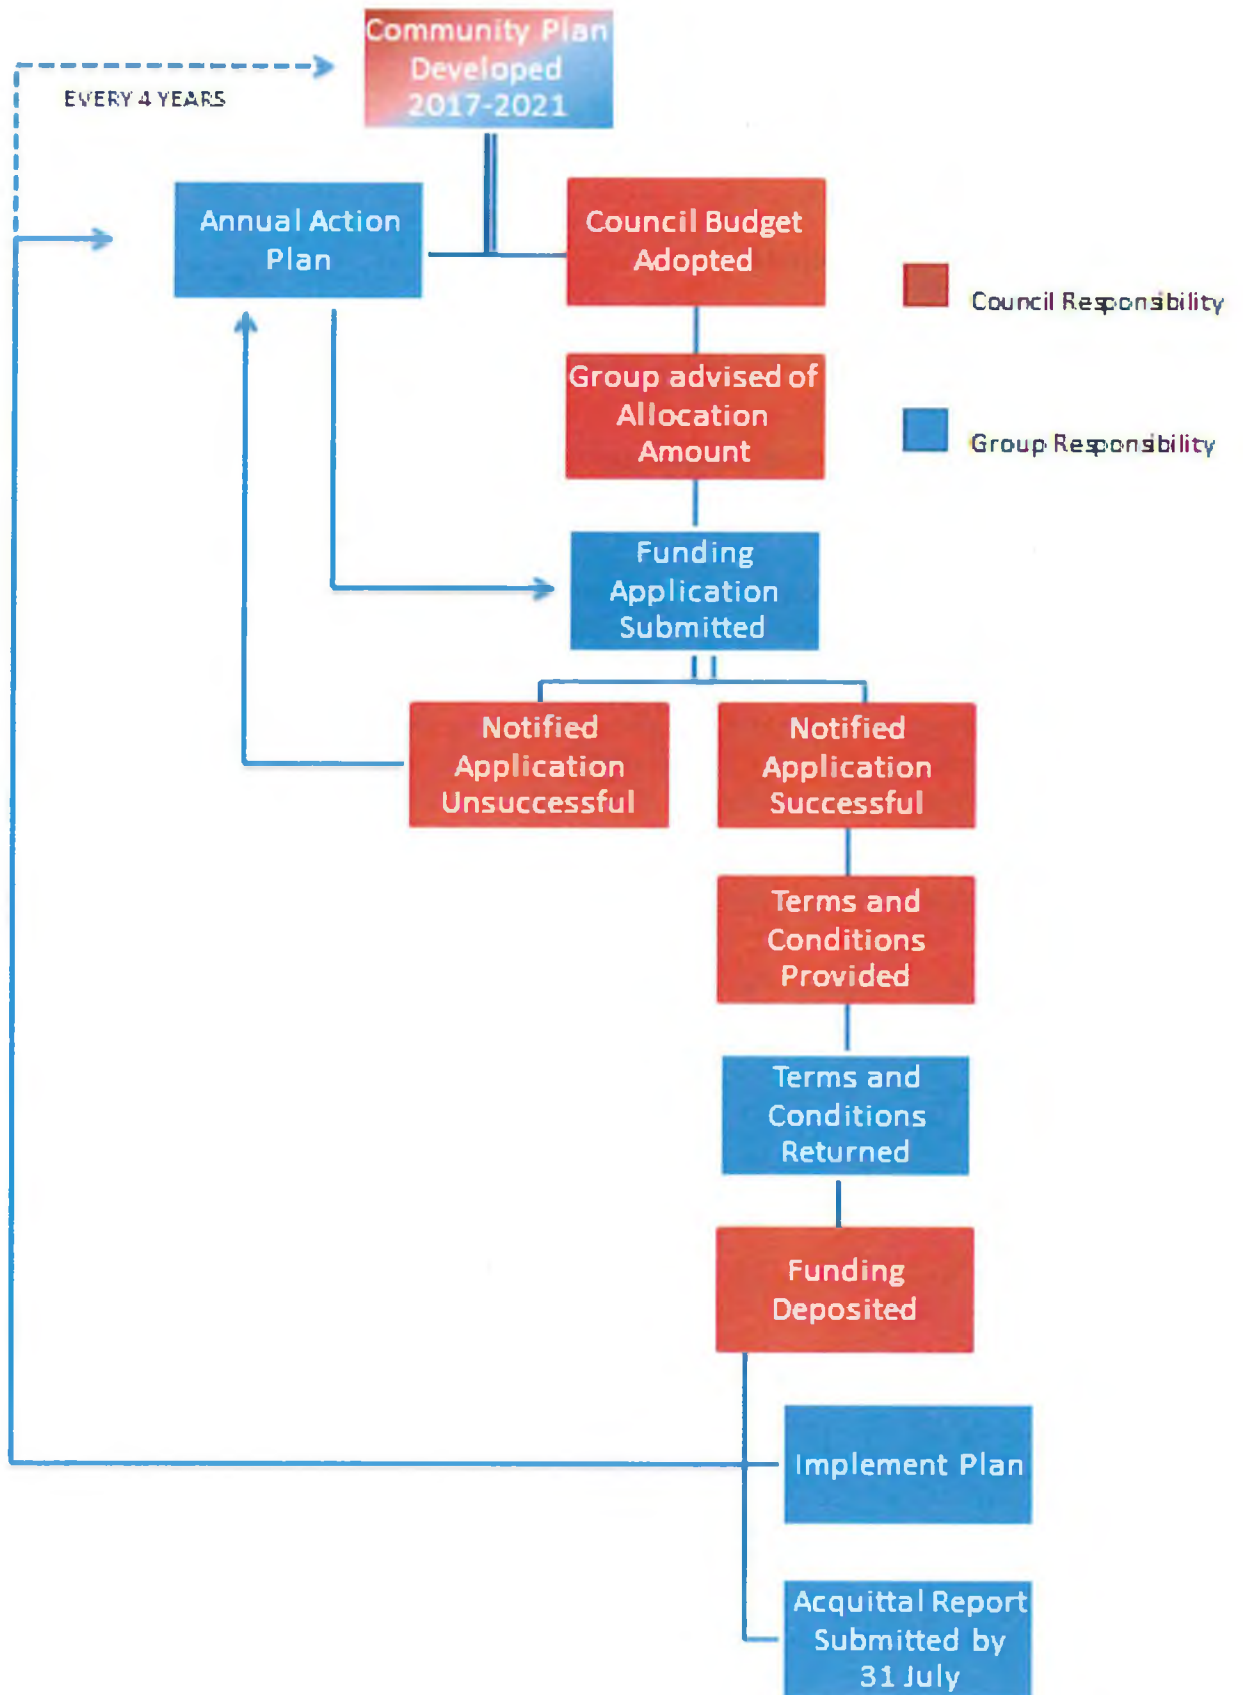 Community Plan
Developed
2017-2021
EVERY 4 YEARS
Annual Action
Plan
Council Budget
Adopted
Council Responsibility
Group advised of
Allocation
Amount
Group Responsibility
Funding
Application
Submitted
Notified
Application
Unsuccessful
Notified
Application
Successful
Terms and
Conditions
Provided
Terms and
Conditions
Returned
Funding
Deposited
Implement Plan
Acquittal Report
Submitted by
31 July